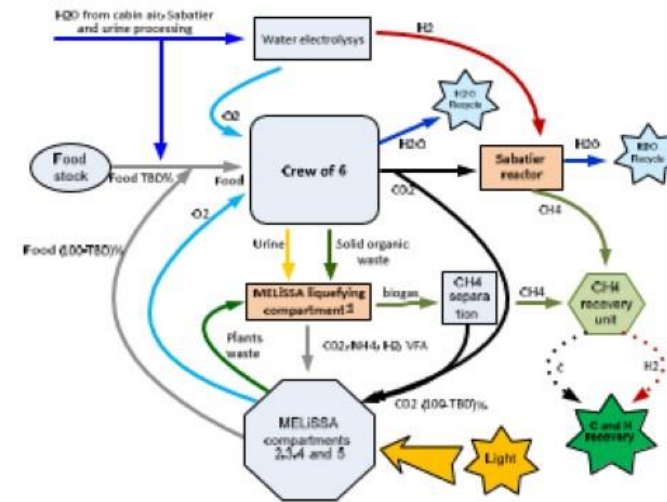 H2O from cabin air, Sabatier
and urine processing
Water electrolysys
H2
O2
H2O
Recycle
Food
stock
Food TBD%
Food
Crew of 6
H2O
CO2
Sabatier
reactor
H2O
H2O
Recycle
O2
Food (100-TBD)%
CH4
Urine
Solid organic
waste
MELiSSA liquefying
compartment 1
biogas
CH4
separa
tion
CH4
CH4
recovery
unit
Plants
waste
CO2, NH4, H2, VFA
CO2 (100-TBD)%
C
H2
MELiSSA
compartments
2,3,4 and 5
Light
C and H
recovery